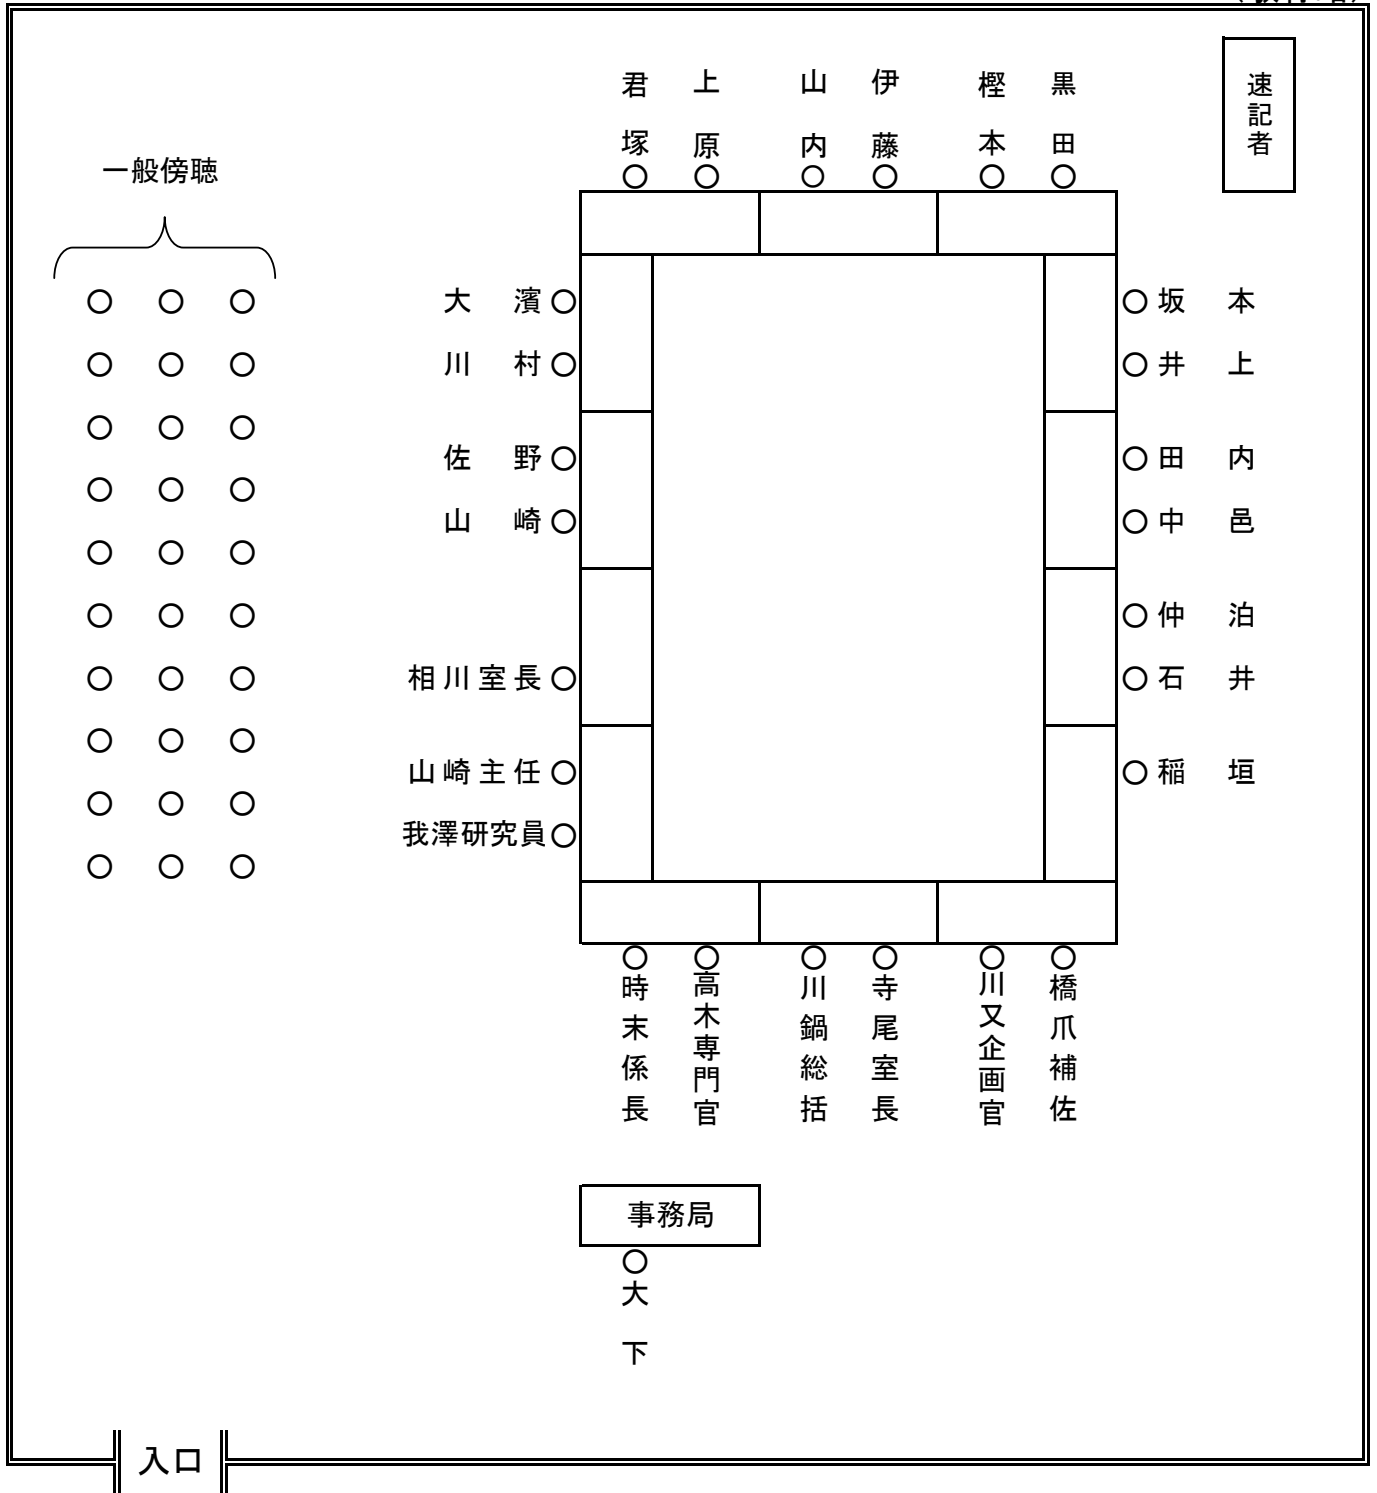 速記者
君塚
上原
山内
伊藤
樫本
黒田
一般傍聴
大濱
川村
佐野
山崎
相川室長
山崎主任
我澤研究員
坂本
井上
田内
中邑
仲泊
石井
稲垣
時末係長
高木専門官
川鍋総括
寺尾室長
川又企画官
橋爪補佐
事務局
大下
入口